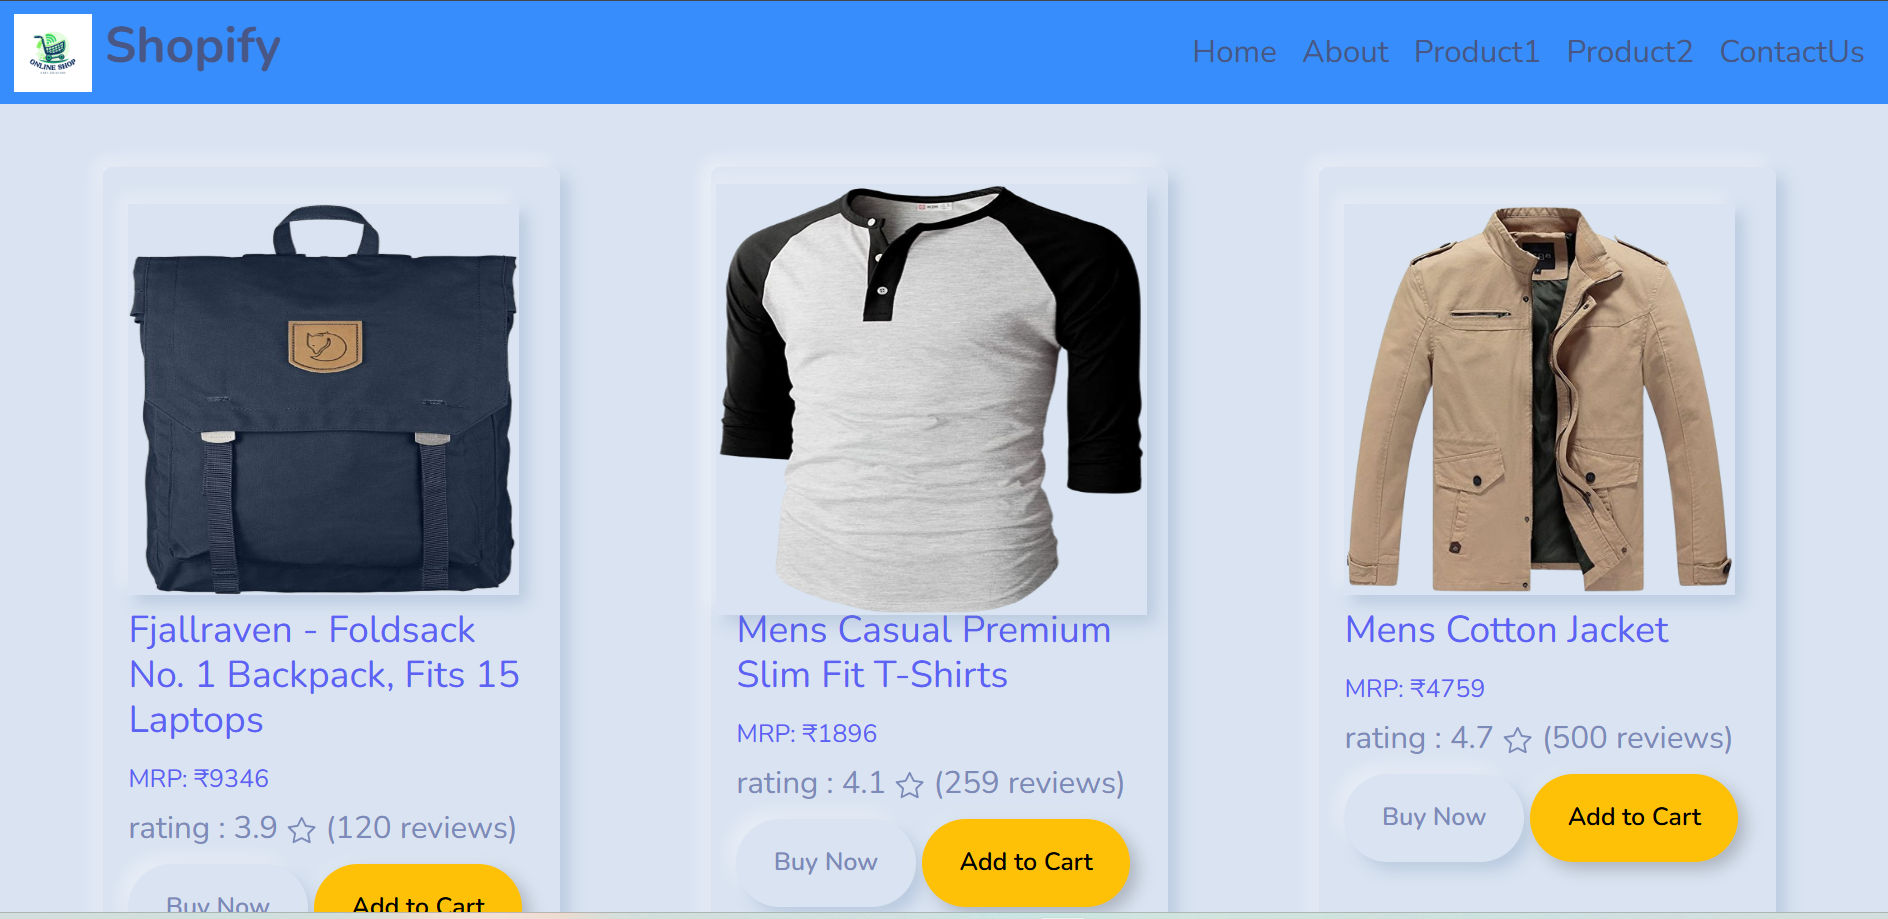 ONLINE SHOP
Shopify
Home About Product1 Product2 ContactUs
Fjallraven - Foldsack
No. 1 Backpack, Fits 15
Laptops
MRP: ₹9346
rating : 3.9 (120 reviews)
Buy Now Add to Cart
Mens Casual Premium
Slim Fit T-Shirts
MRP: ₹1896
rating : 4.1 (259 reviews)
Buy Now Add to Cart
Mens Cotton Jacket
MRP: ₹4759
rating : 4.7 (500 reviews)
Buy Now Add to Cart